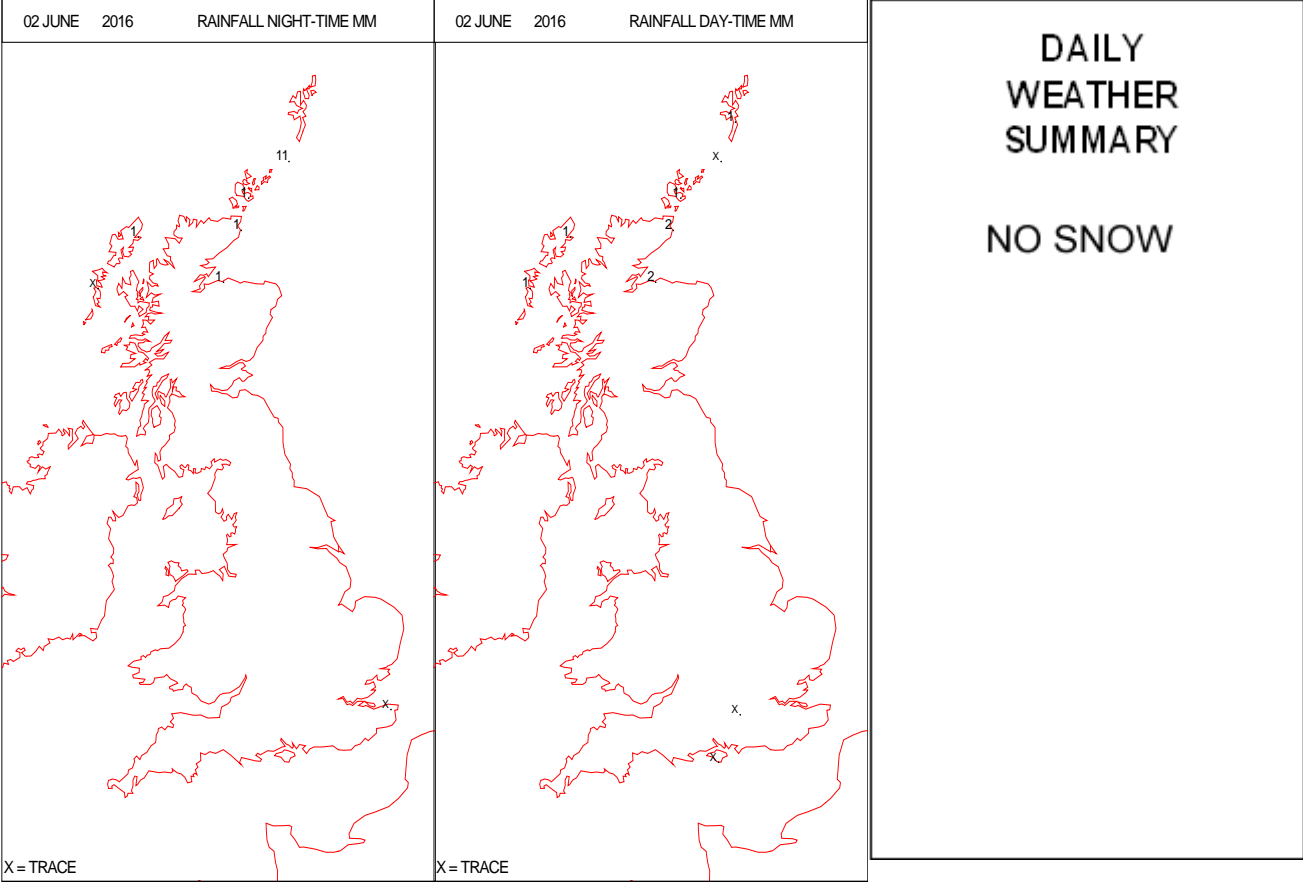 02 JUNE 2016 RAINFALL NIGHT-TIME MM
11.
1.
1.
1.
1.
X
X.
X = TRACE
02 JUNE 2016 RAINFALL DAY-TIME MM
1.
X.
1.
2.
1.
2.
1.
X.
X.
X = TRACE
DAILY
WEATHER
SUMMARY
NO SNOW